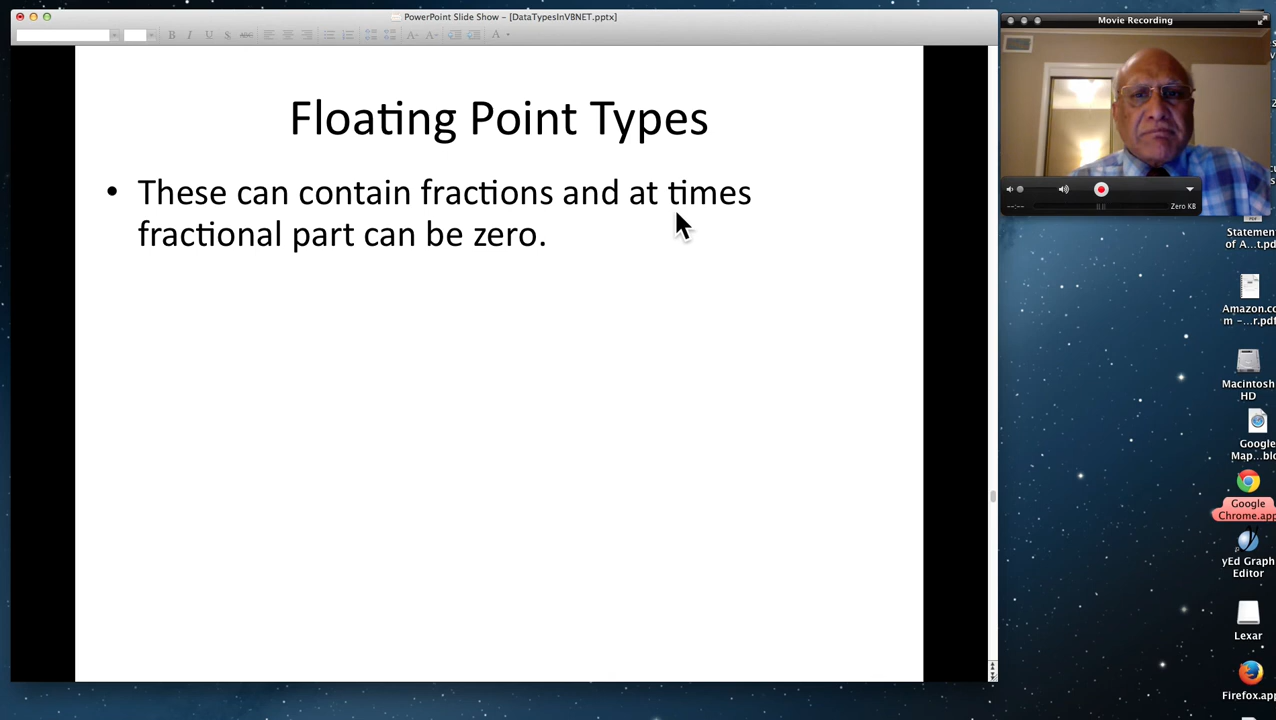 PowerPoint Slide Show - [DataTypesInVBNET.pptx]
Movie Recording
B I U S ABC
A A A
Floating Point Types
• These can contain fractions and at times
fractional part can be zero.
--:--
Zero KB
Statement
of A...t.pd
Amazon.co
m -...r.pdf
Macintosh
HD
Google
Map...blo
Google
Chrome.app
yEd Graph
Editor
Lexar
Firefox.app